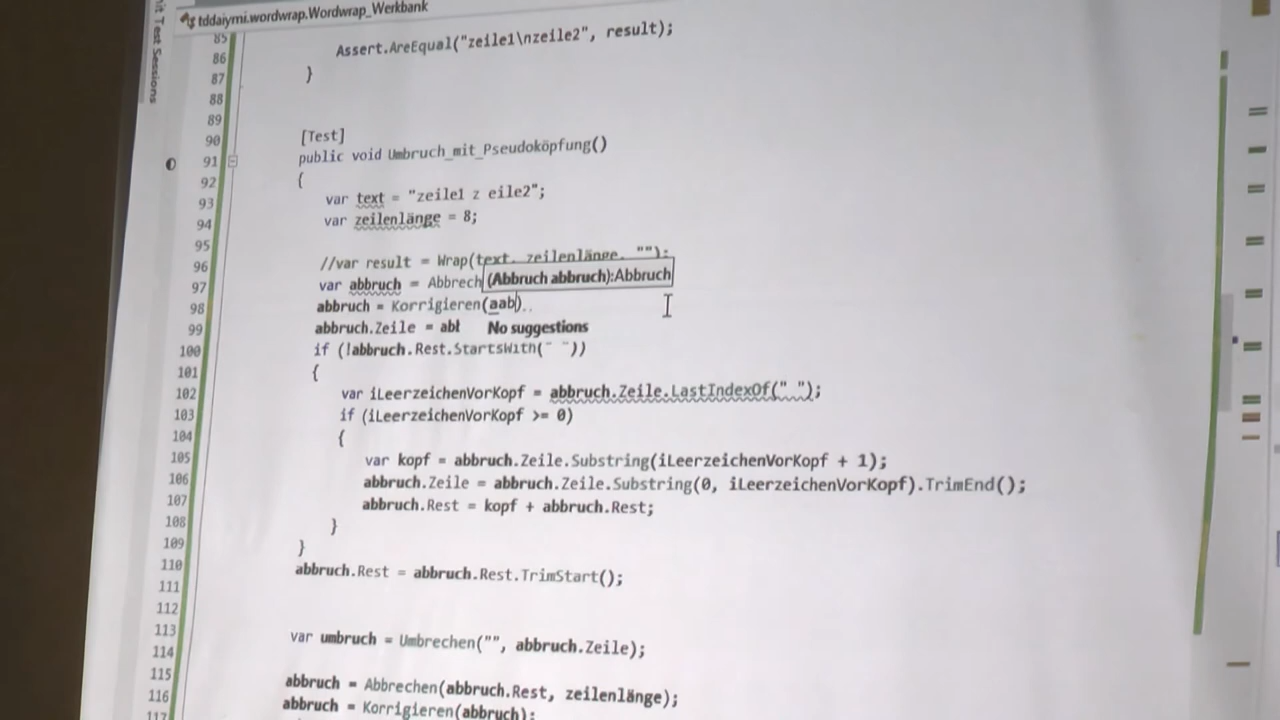 it Test Sessions
tddaiymi.wordwrap.Wordwrap_Werkbank
85
86 Assert.AreEqual("zeile1\nzeile2", result);
87 }
88
89
90 [Test]
91 public void Umbruch_mit_Pseudoköpfung()
92 {
93 var text = "zeile1 z eile2";
94 var zeilenlänge = 8;
95
96 //var result = Wrap(text, zeilenlänge, "");
97 var abbruch = Abbrech (Abbruch abbruch):Abbruch
98 abbruch = Korrigieren(aab)..
99 abbruch.Zeile = abb No suggestions
100 if (!abbruch.Rest.StartsWith(" "))
101 {
102 var iLeerzeichenVorKopf = abbruch.Zeile.LastIndexOf(" ");
103 if (iLeerzeichenVorKopf >= 0)
104 {
105 var kopf = abbruch.Zeile.Substring(iLeerzeichenVorKopf + 1);
106 abbruch.Zeile = abbruch.Zeile.Substring(0, iLeerzeichenVorKopf).TrimEnd();
107 abbruch.Rest = kopf + abbruch.Rest;
108 }
109 }
110 abbruch.Rest = abbruch.Rest.TrimStart();
111
112
113 var umbruch = Umbrechen("", abbruch.Zeile);
114
115 abbruch = Abbrechen(abbruch.Rest, zeilenlänge);
116 abbruch = Korrigieren(abbruch);
117